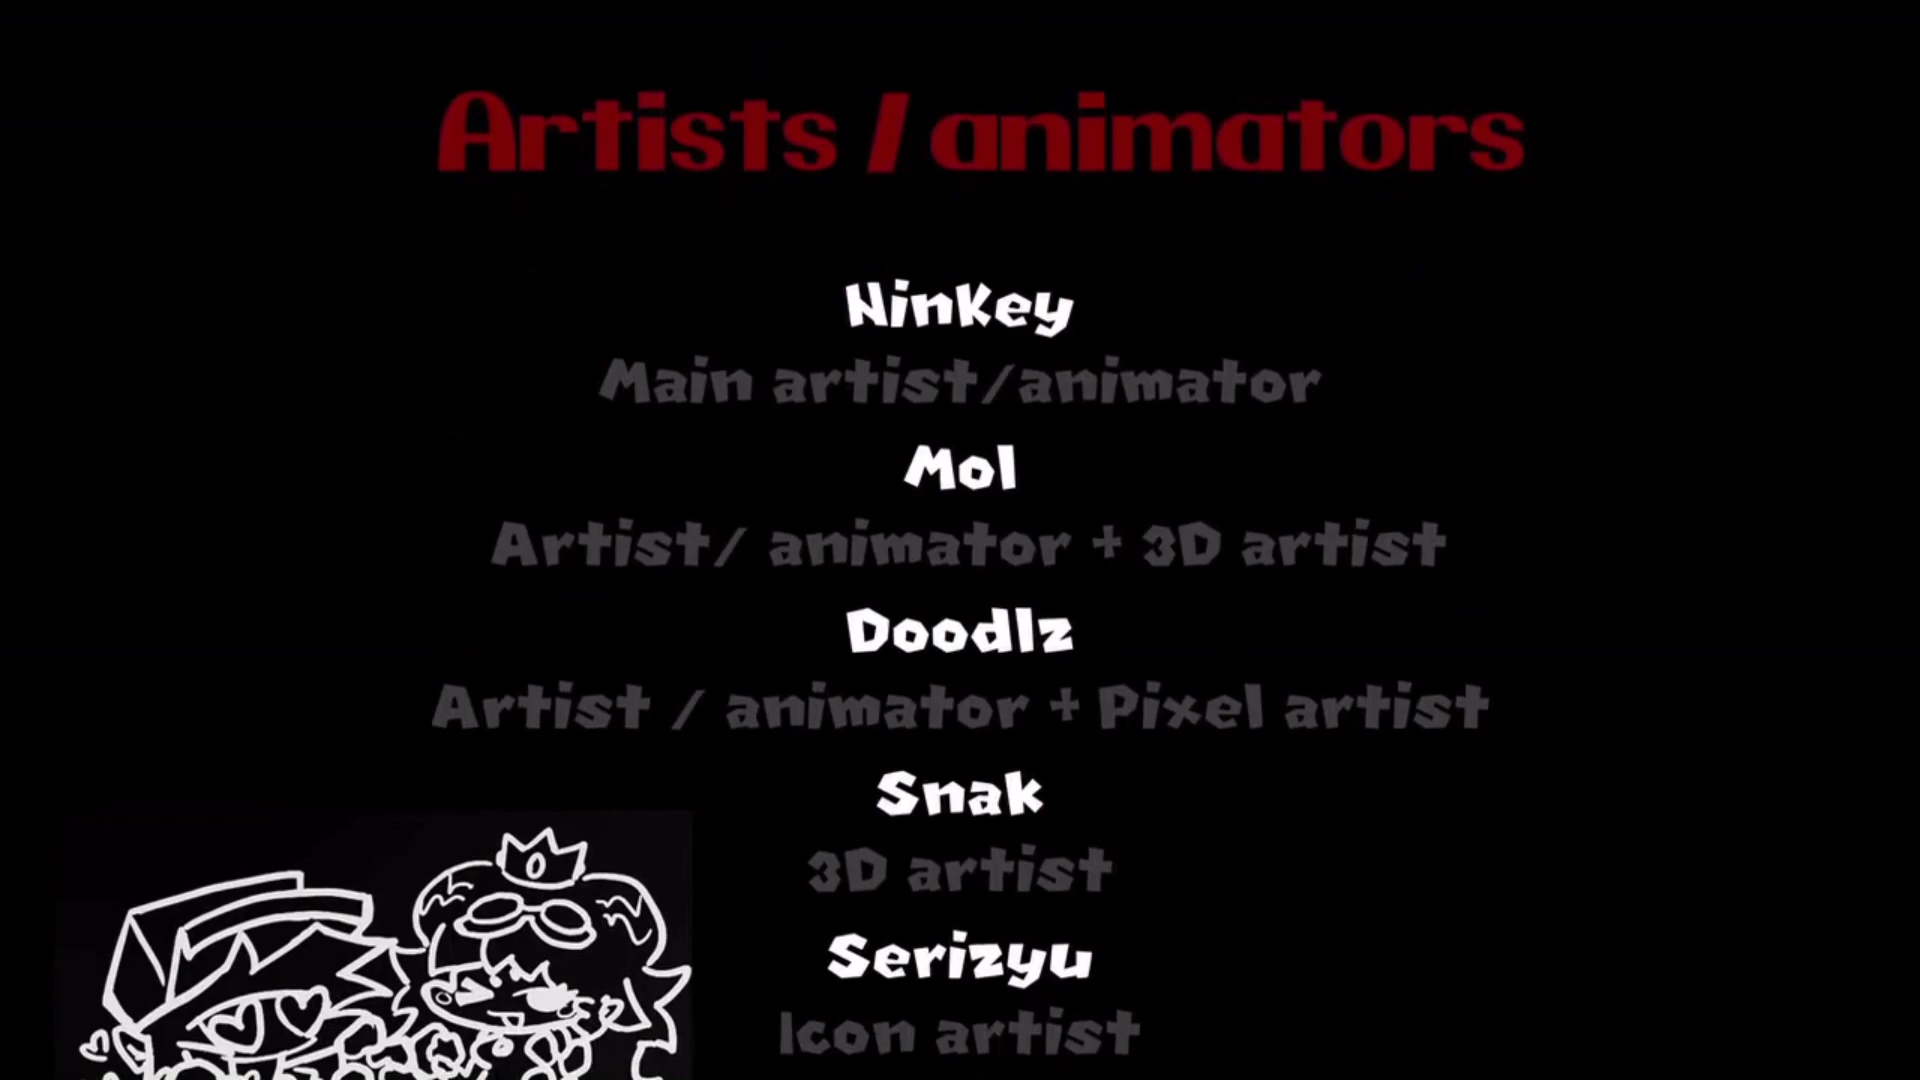 Artists / animators
Ninkey
Main artist/animator
Mol
Artist/ animator + 3D artist
Doodlz
Artist / animator + Pixel artist
Snak
3D artist
Serizyu
Icon artist